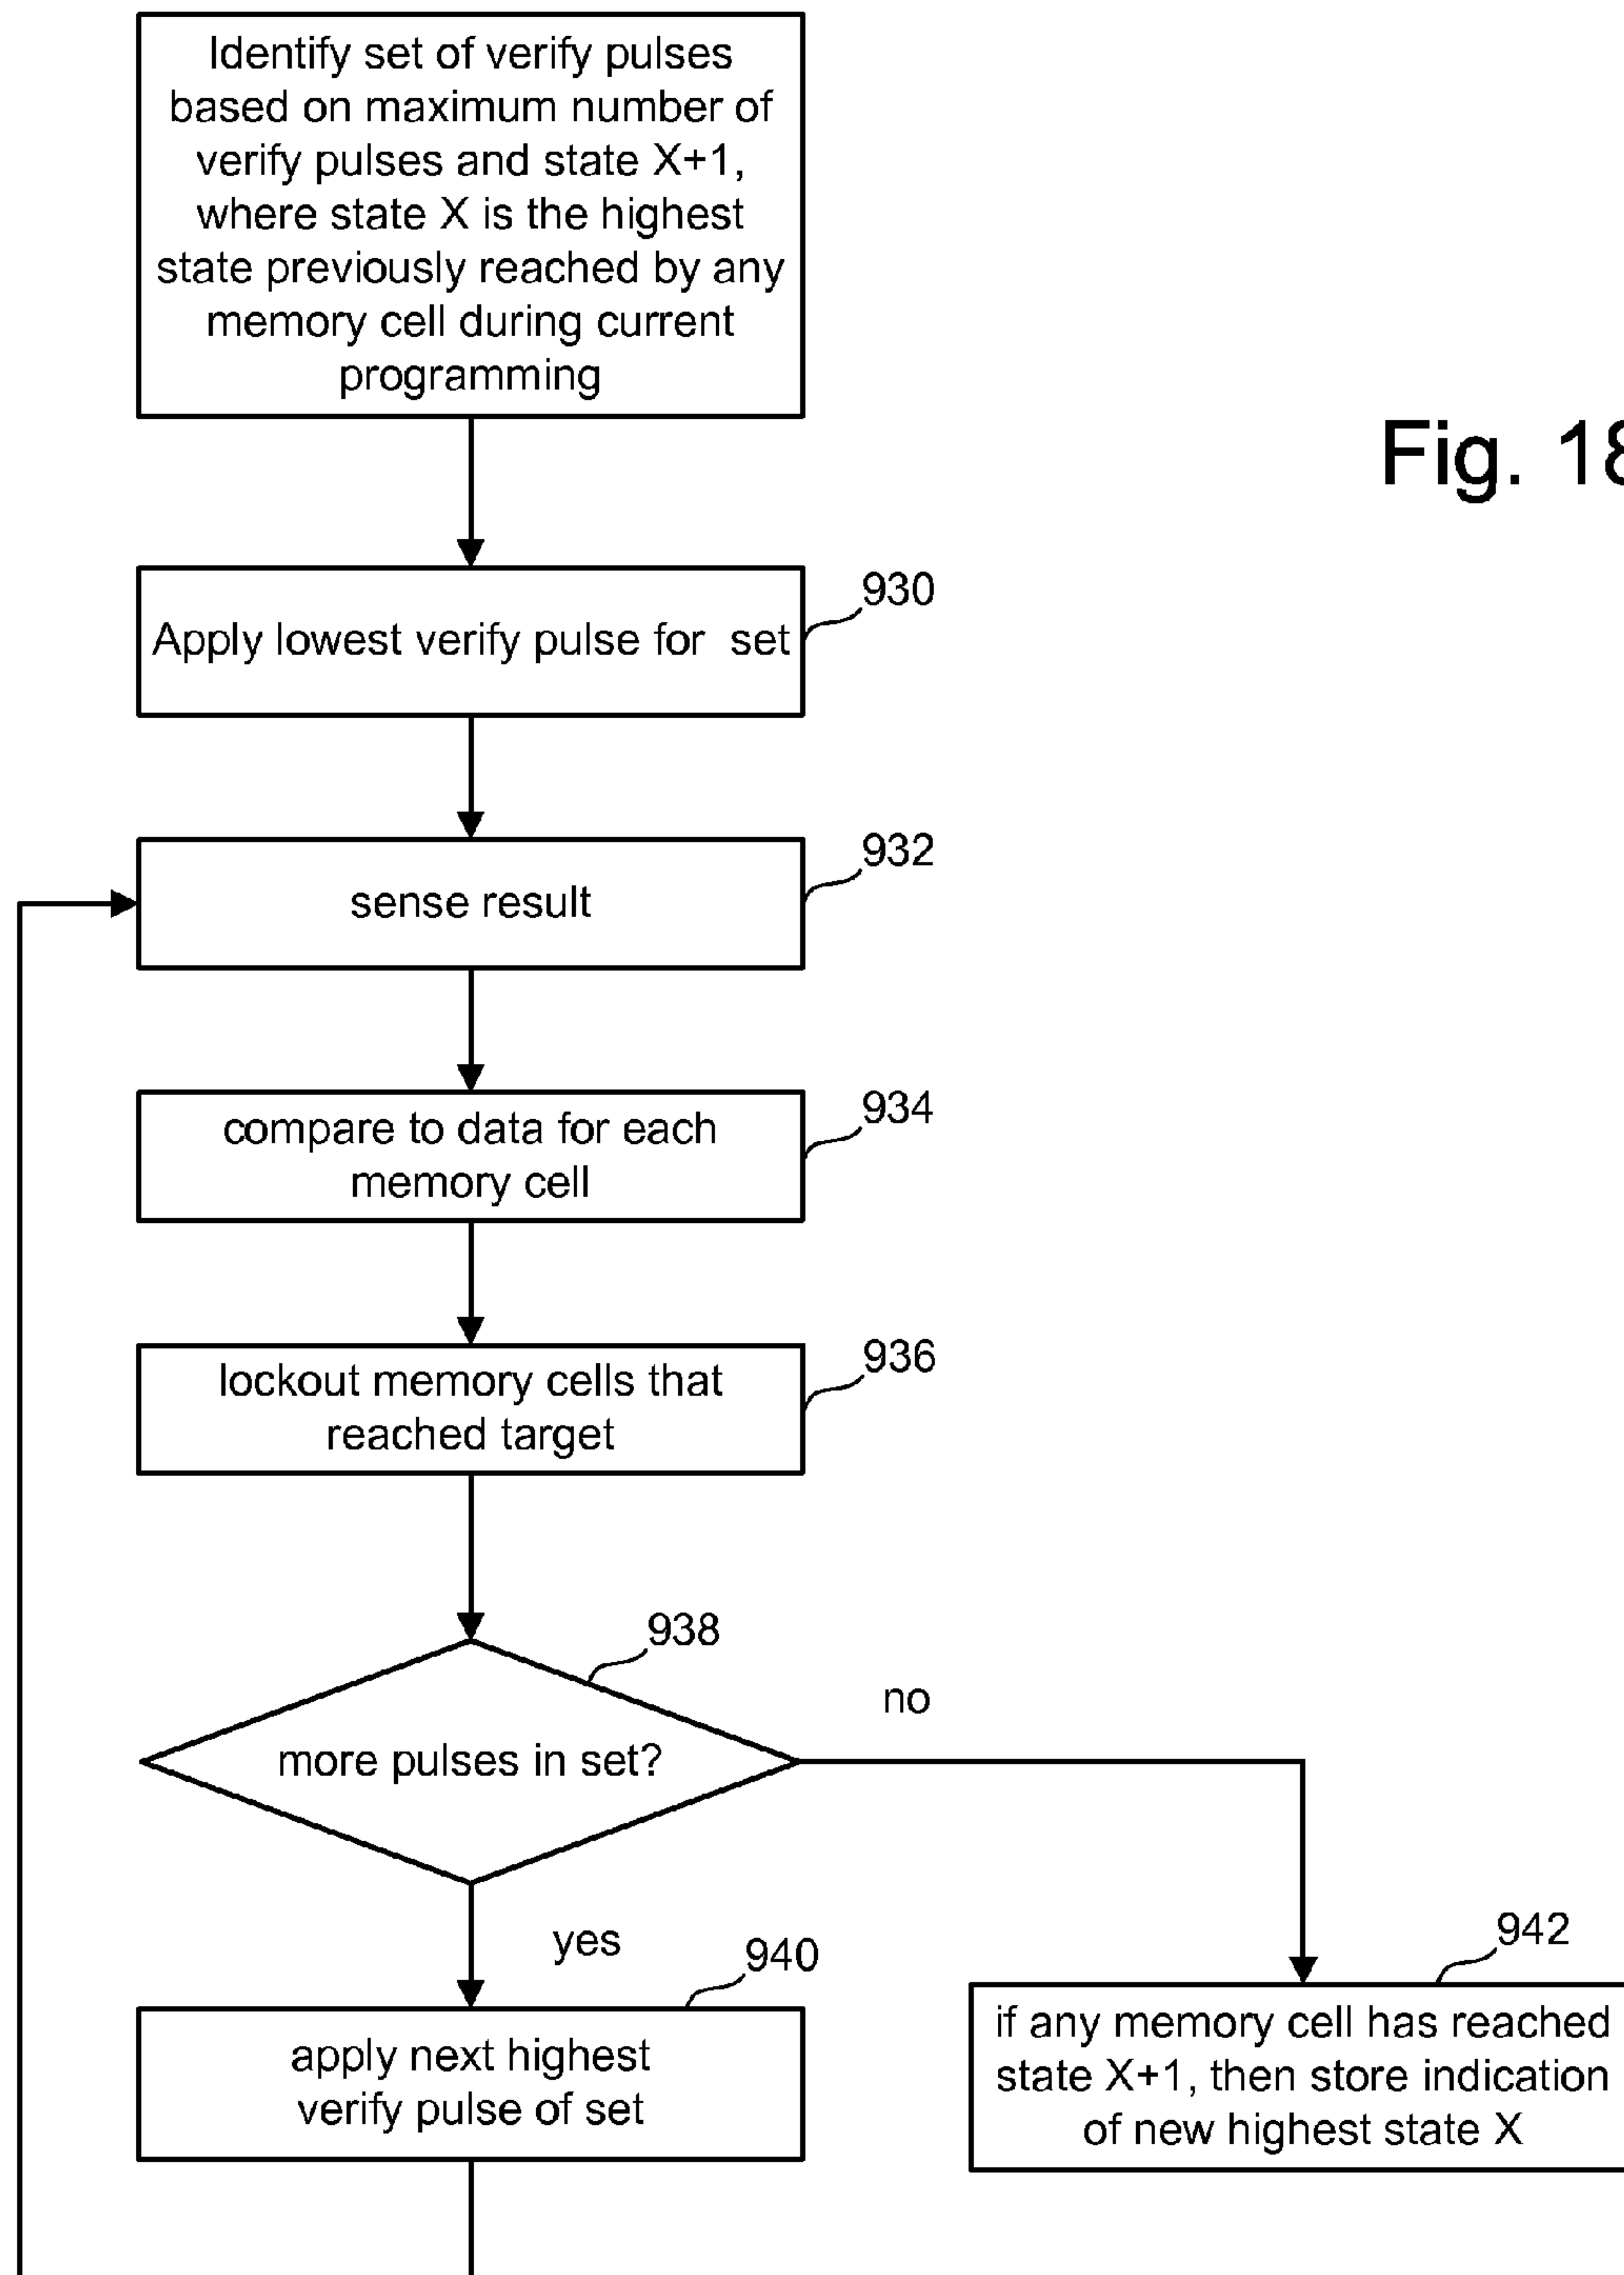 Identify set of verify pulses
based on maximum number of
verify pulses and state X+1,
where state X is the highest
state previously reached by any
memory cell during current
programming
Fig. 18
930
Apply lowest verify pulse for set
932
sense result
934
compare to data for each
memory cell
936
lockout memory cells that
reached target
938
no
more pulses in set?
yes
940
942
apply next highest
verify pulse of set
if any memory cell has reached
state X+1, then store indication
of new highest state X